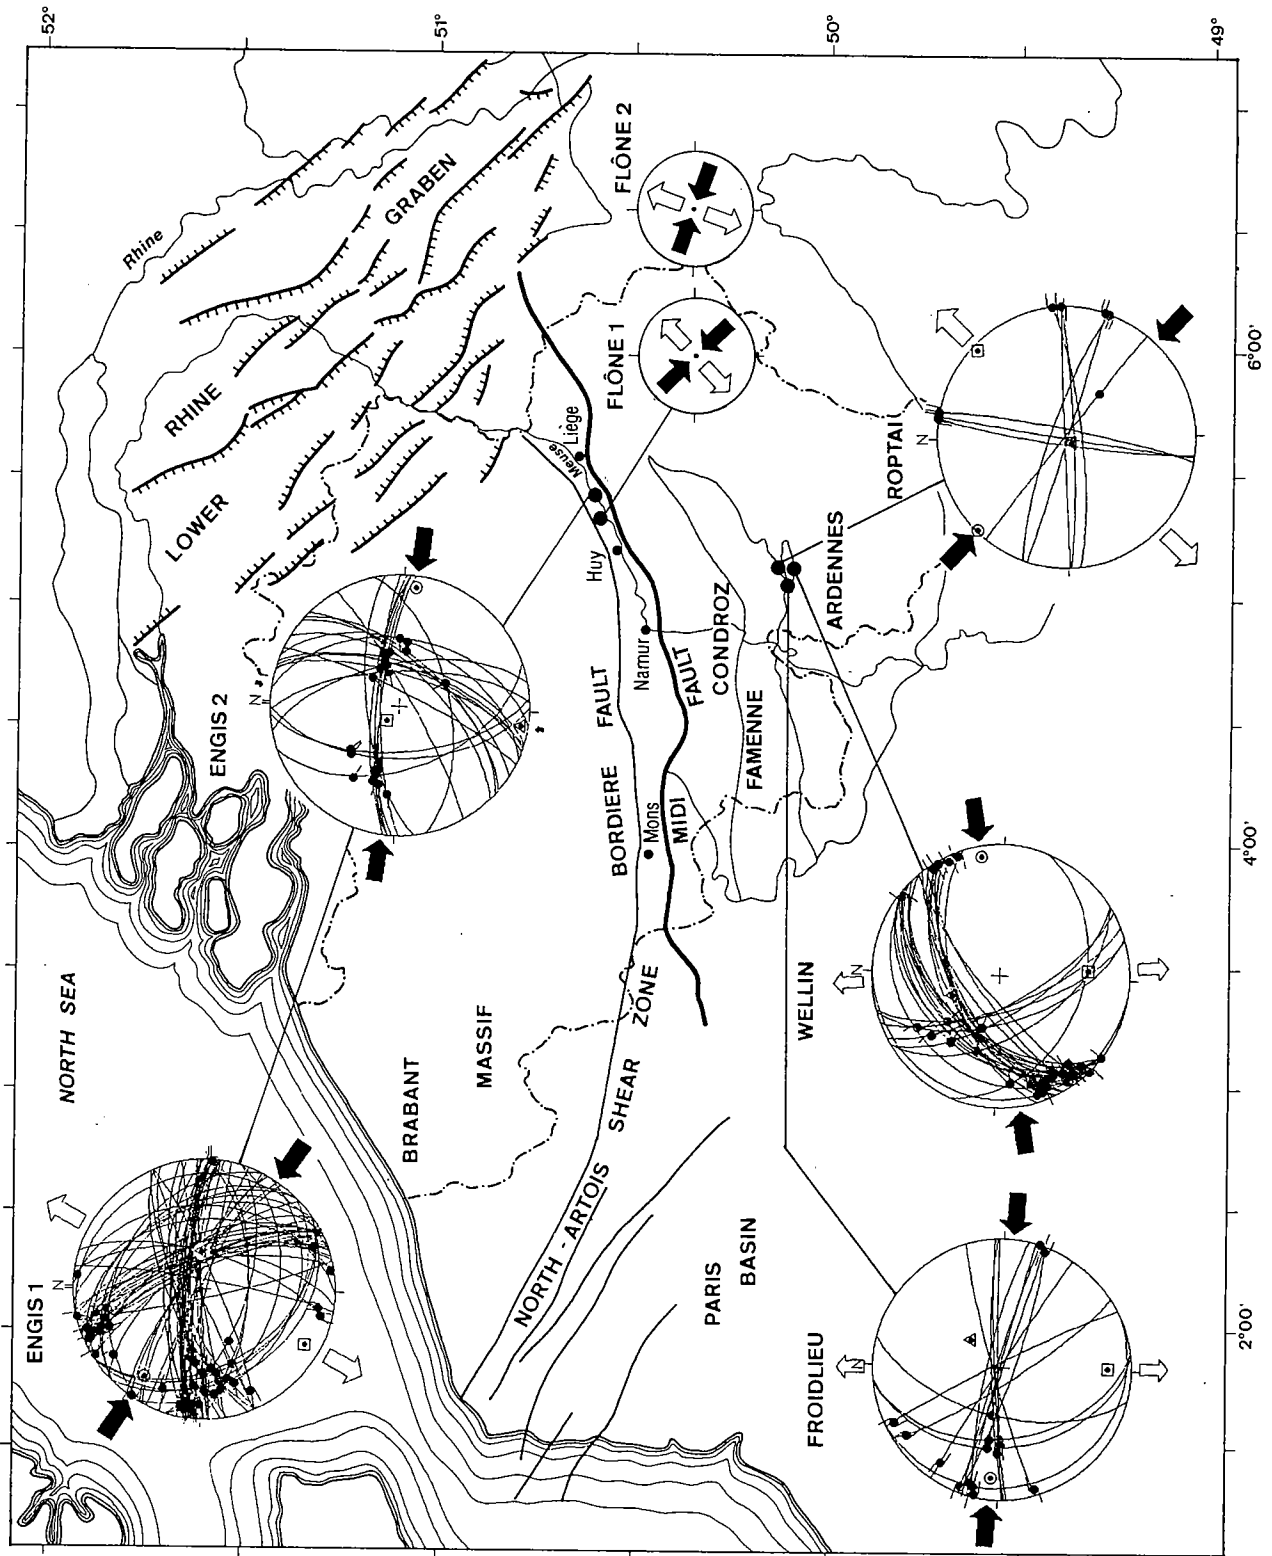 52°
51°
50°
49°
6°00'
4°00'
2°00'
NORTH SEA
Rhine
LOWER
RHINE
GRABEN
FLÔNE 2
FLÔNE 1
ROPTAI
N
ENGIS 2
N
ENGIS 1
N
WELLIN
N
FROIDLIEU
N
Liège
Meuse
Huy
Namur
Mons
BORDIERE
FAULT
MIDI
FAULT
CONDROZ
FAMENNE
ARDENNES
BRABANT
MASSIF
NORTH - ARTOIS
SHEAR
ZONE
PARIS
BASIN